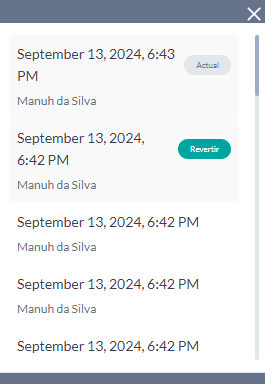 September 13, 2024, 6:43
PM
Actual
Manuh da Silva
September 13, 2024,
6:42 PM
Revertir
Manuh da Silva
September 13, 2024, 6:42 PM
Manuh da Silva
September 13, 2024, 6:42 PM
Manuh da Silva
September 13, 2024, 6:42 PM